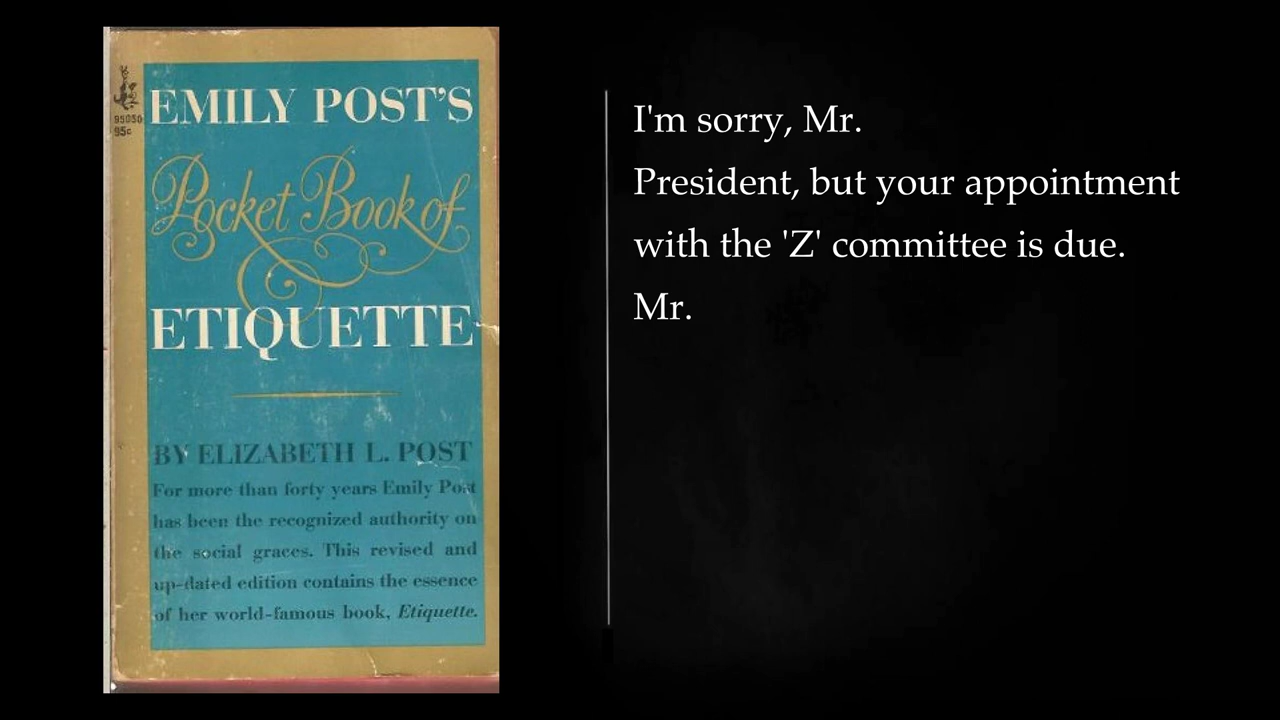 EMILY POST'S
Pocket Book of
ETIQUETTE
95050
95c
BY ELIZABETH L. POST
For more than forty years Emily Post
has been the recognized authority on
the social graces. This revised and
up-dated edition contains the essence
of her world-famous book, Etiquette.
I'm sorry, Mr.
President, but your appointment
with the 'Z' committee is due.
Mr.